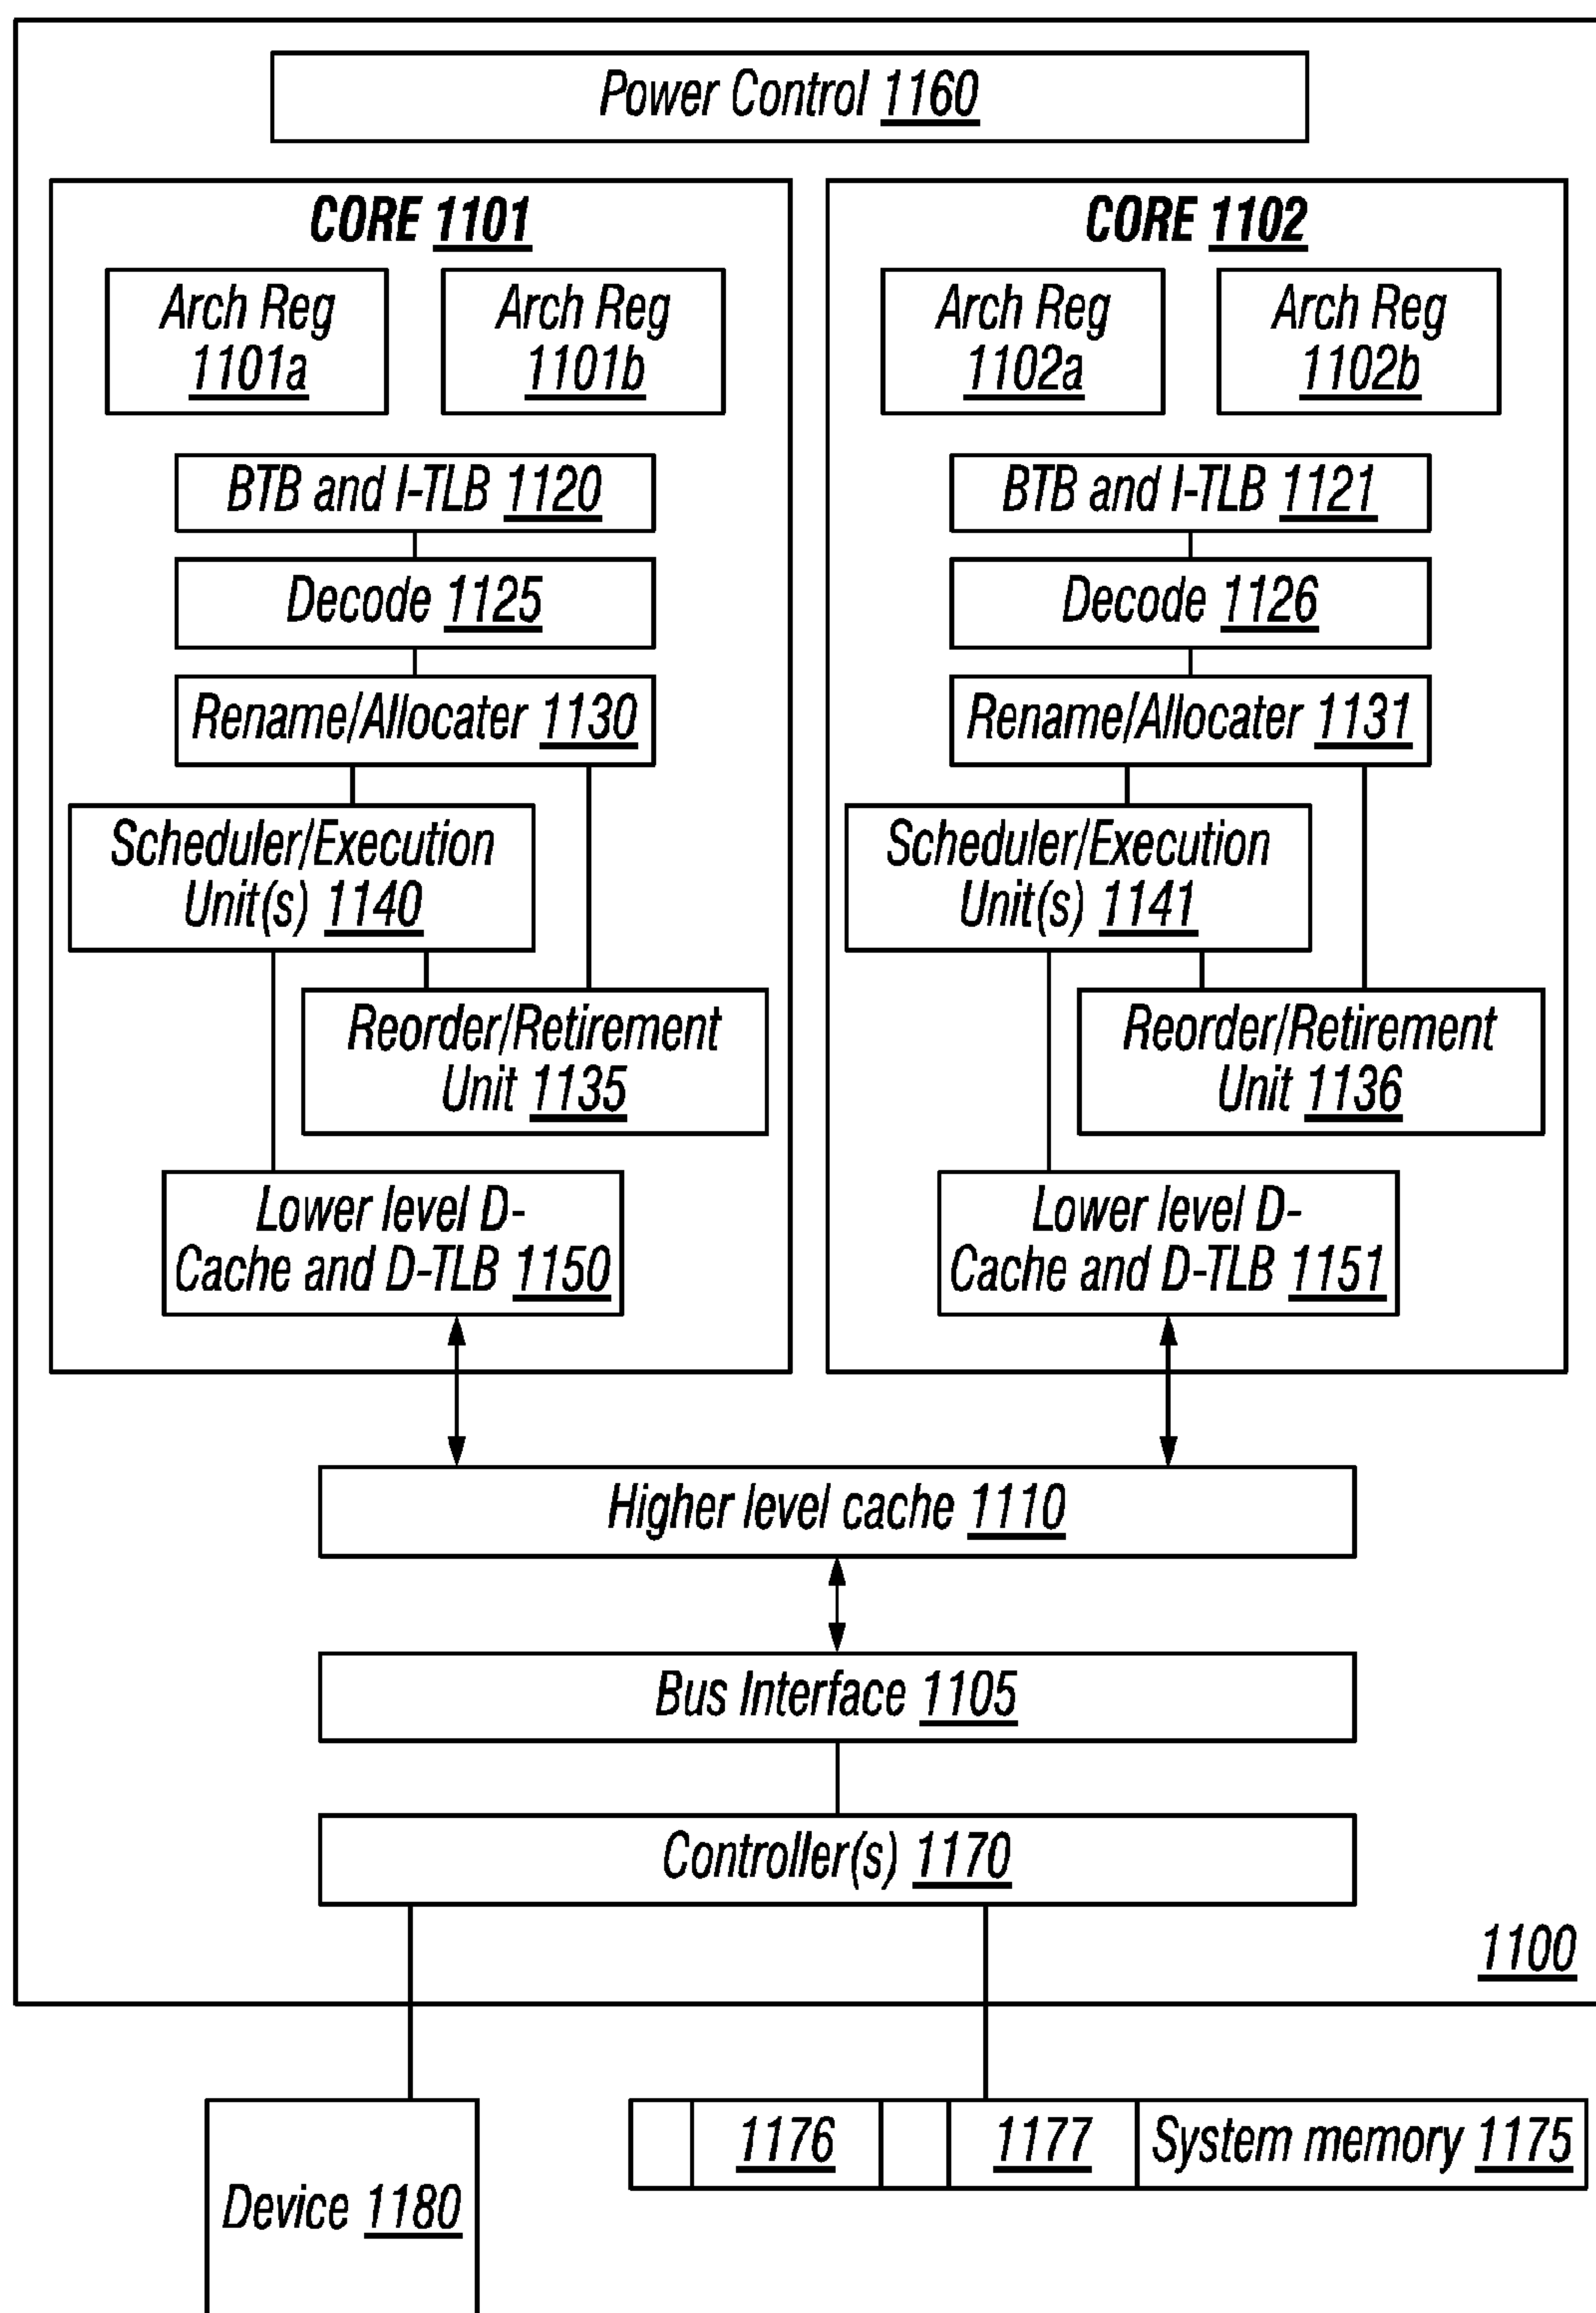 Power Control 1160
CORE 1101
Arch Reg
1101a
Arch Reg
1101b
BTB and I-TLB 1120
Decode 1125
Rename/Allocater 1130
Scheduler/Execution
Unit(s) 1140
Reorder/Retirement
Unit 1135
Lower level D-
Cache and D-TLB 1150
CORE 1102
Arch Reg
1102a
Arch Reg
1102b
BTB and I-TLB 1121
Decode 1126
Rename/Allocater 1131
Scheduler/Execution
Unit(s) 1141
Reorder/Retirement
Unit 1136
Lower level D-
Cache and D-TLB 1151
Higher level cache 1110
Bus Interface 1105
Controller(s) 1170
1100
Device 1180
1176
1177
System memory 1175